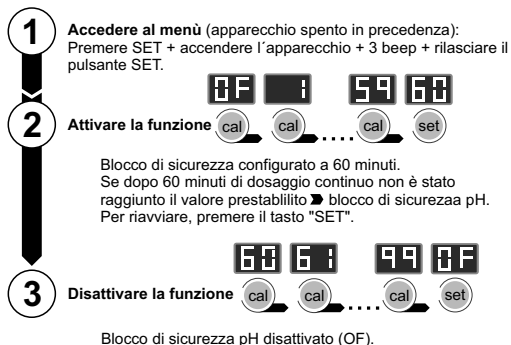 1 Accedere al menù (apparecchio spento in precedenza):
Premere SET + accendere l´apparecchio + 3 beep + rilasciare il
pulsante SET.
0F 1 59 60
2 Attivare la funzione cal cal .... cal set
Blocco di sicurezza configurato a 60 minuti.
Se dopo 60 minuti di dosaggio continuo non è stato
raggiunto il valore prestablilito blocco di sicurezaa pH.
Per riavviare, premere il tasto "SET".
60 61 99 0F
3 Disattivare la funzione cal cal .... cal set
Blocco di sicurezza pH disattivato (OF).